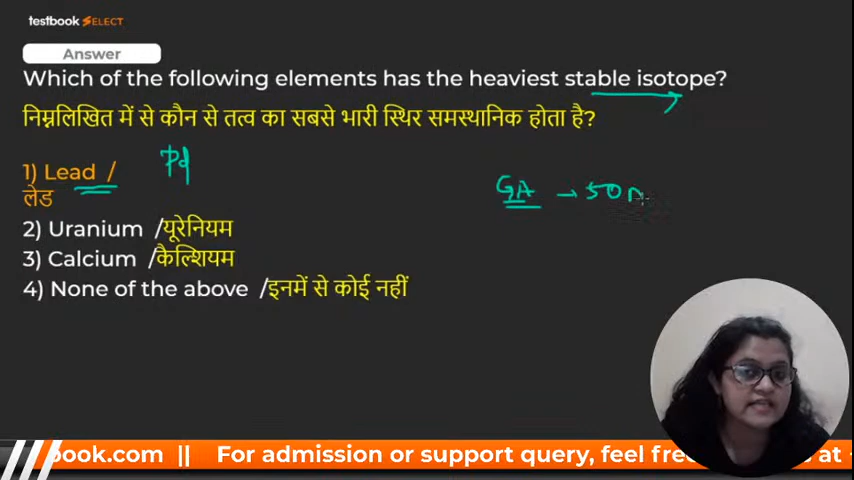 testbook SELECT
Answer
Which of the following elements has the heaviest stable isotope?
निम्नलिखित में से कौन से तत्व का सबसे भारी स्थिर समस्थानिक होता है?
1) Lead /
लेड
Pd
GA → 50 m
2) Uranium /यूरेनियम
3) Calcium /कैल्शियम
4) None of the above /इनमें से कोई नहीं
book.com || For admission or support query, feel fre at